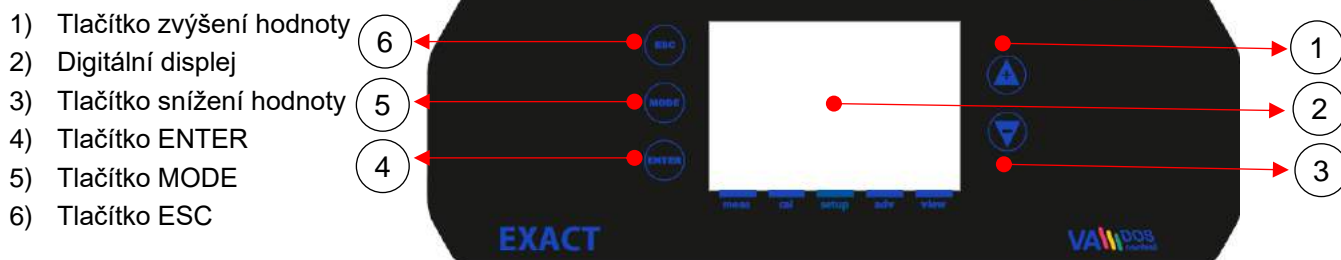 1) Tlačítko zvýšení hodnoty
2) Digitální displej
3) Tlačítko snížení hodnoty
4) Tlačítko ENTER
5) Tlačítko MODE
6) Tlačítko ESC
6
5
4
ESC
MODE
ENTER
meas cal setup adv view
EXACT
VA DOS
control
1
2
3